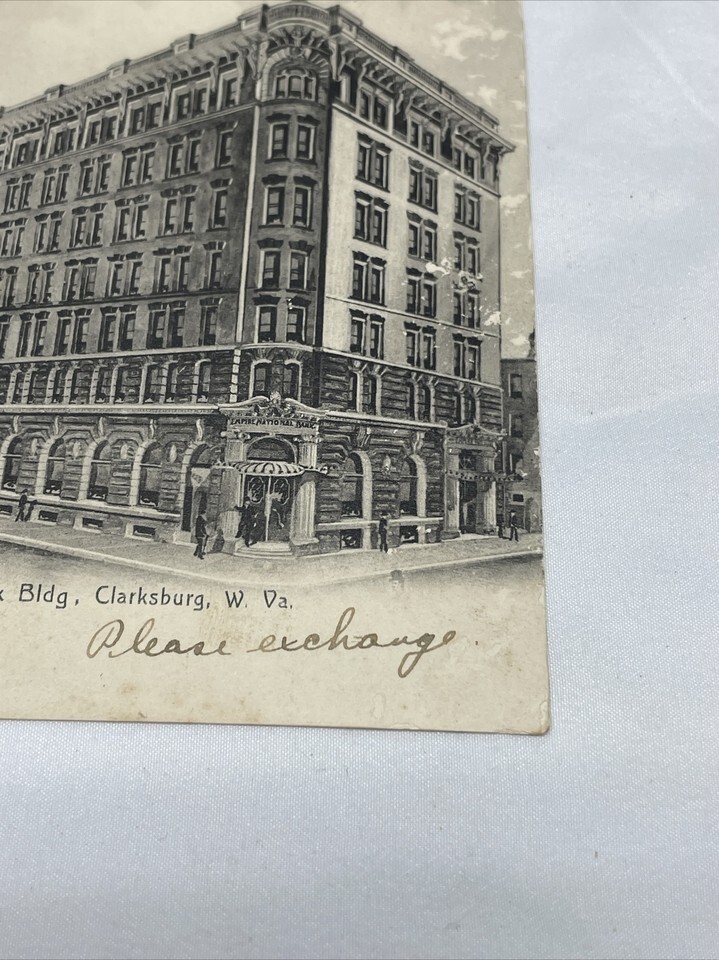 EMPIRE NATIONAL BANK
Bldg, Clarksburg, W. Va.
Please exchange.